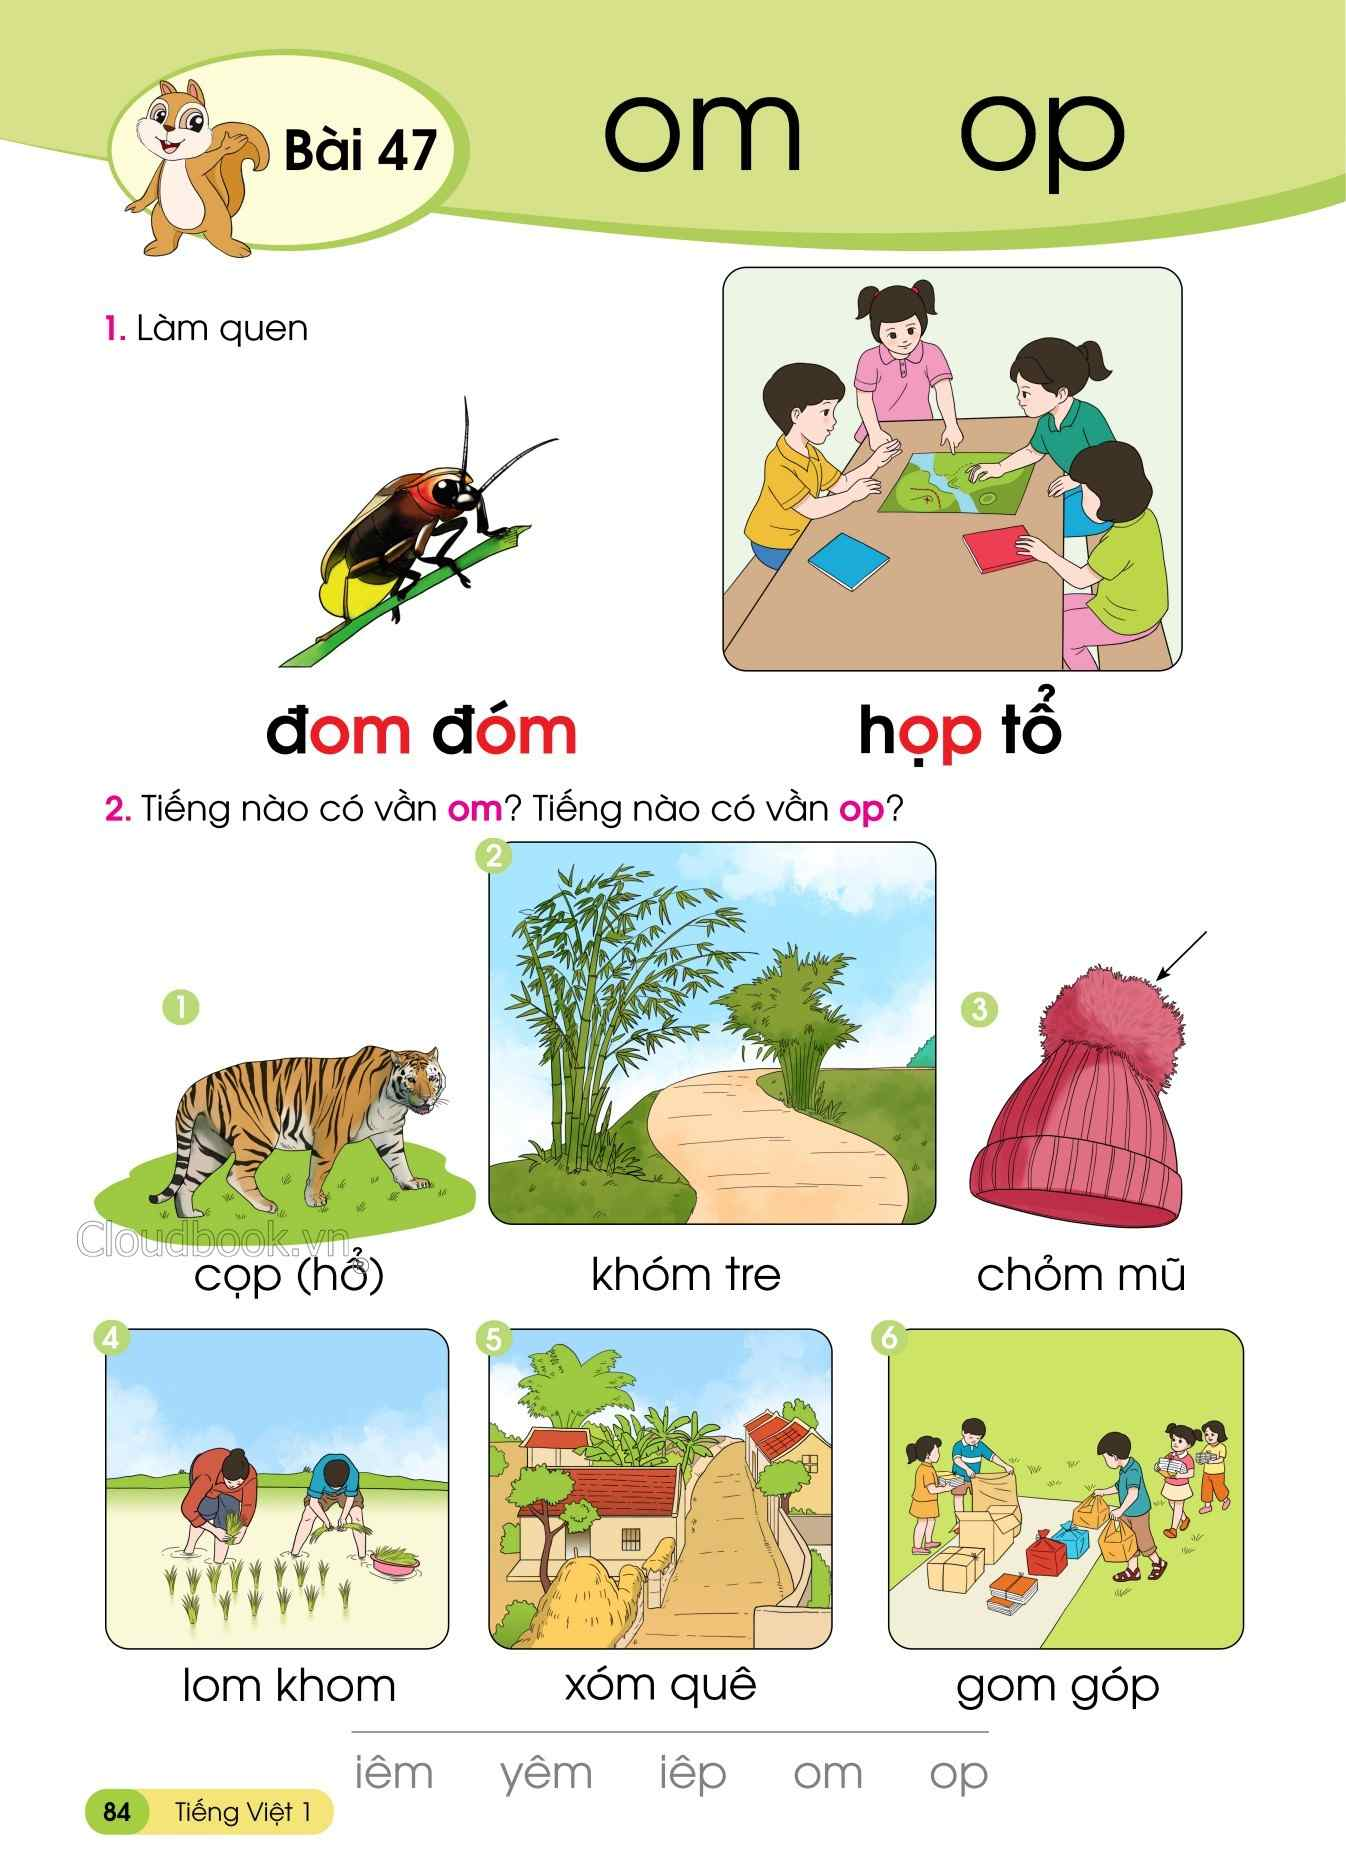 Bài 47
om op
1. Làm quen
đom đóm
họp tổ
2. Tiếng nào có vần om? Tiếng nào có vần op?
1
2
3
Cloudbook.vn
®
cọp (hổ)
khóm tre
chỏm mũ
4
5
6
lom khom
xóm quê
gom góp
iêm yêm iêp om op
84 Tiếng Việt 1